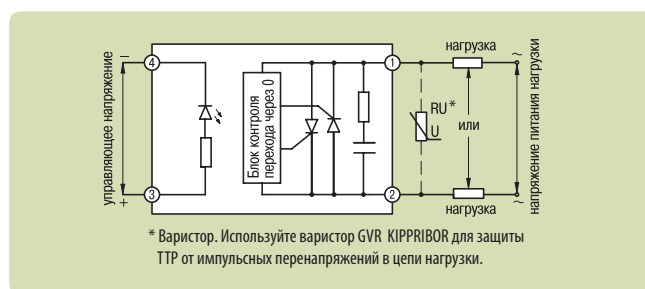 управляющее напряжение
−
4
3
+
Блок контроля
перехода через 0
1
2
RU*
U
нагрузка
или
нагрузка
~
~
напряжение питания нагрузки
* Варистор. Используйте варистор GVR KIPPRIBOR для защиты
ТТР от импульсных перенапряжений в цепи нагрузки.